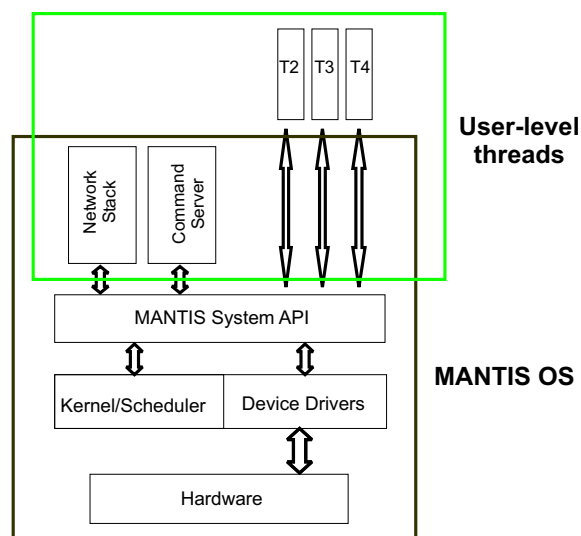 T2
T3
T4
User-level
threads
Network
Stack
Command
Server
MANTIS System API
MANTIS OS
Kernel/Scheduler
Device Drivers
Hardware